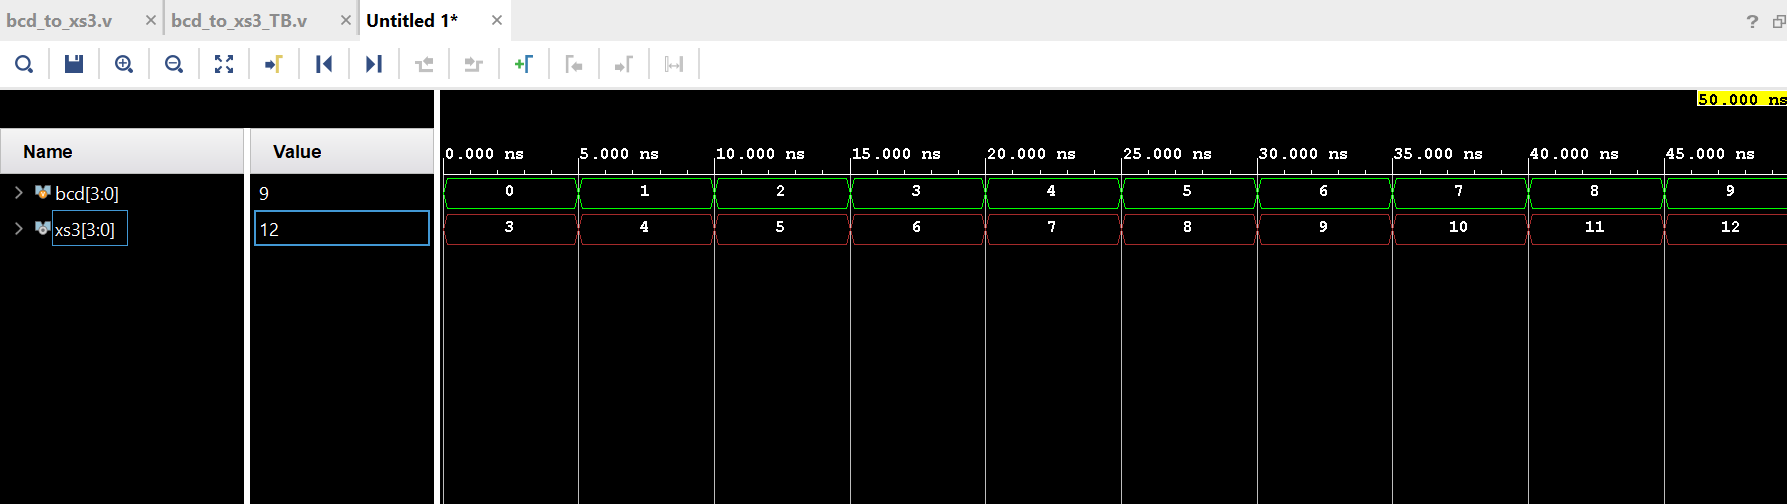 bcd_to_xs3.v × bcd_to_xs3_TB.v × Untitled 1* × ?
50.000 ns
Name Value
0.000 ns 5.000 ns 10.000 ns 15.000 ns 20.000 ns 25.000 ns 30.000 ns 35.000 ns 40.000 ns 45.000 ns
bcd[3:0] 9 0 1 2 3 4 5 6 7 8 9
xs3[3:0] 12 3 4 5 6 7 8 9 10 11 12